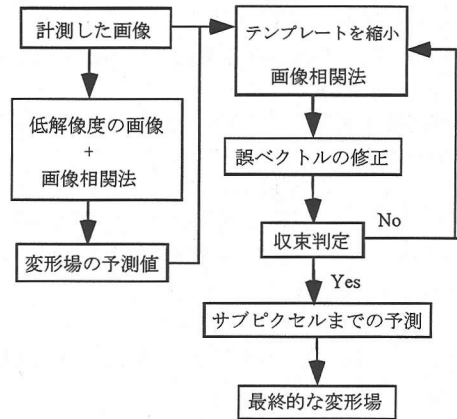 計測した画像
低解像度の画像
+
画像相関法
変形場の予測値
テンプレートを縮小
画像相関法
誤ベクトルの修正
収束判定
No
Yes
サブピクセルまでの予測
最終的な変形場